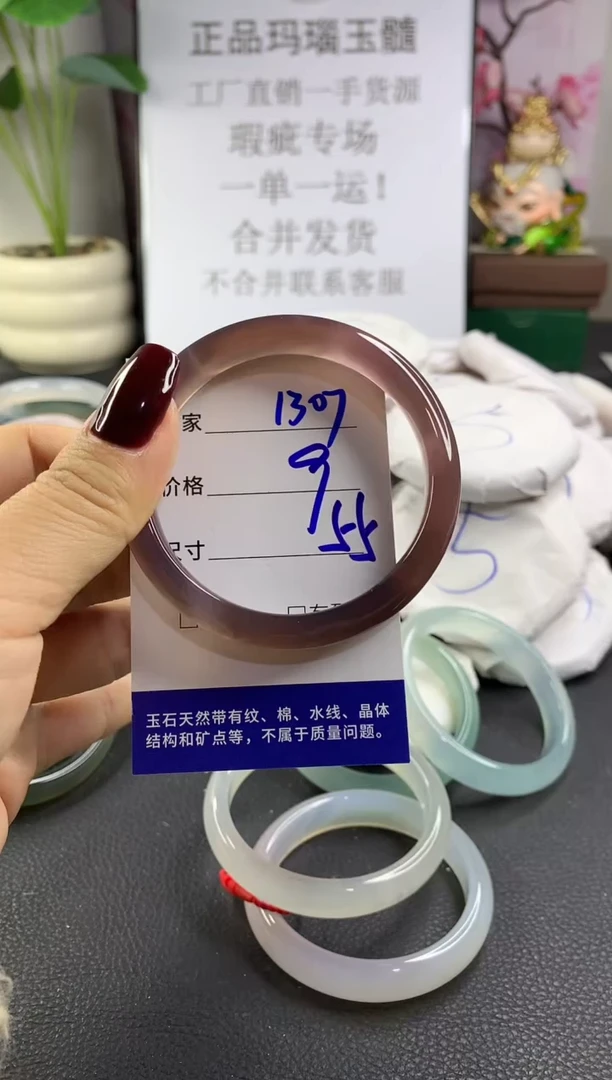 正品玛瑙玉髓
工厂直销一手货源
瑕疵专场
一单一运！
合并发货
不合并联系客服
家 1307
价格 9
尺寸 55
玉石天然带有纹、棉、水线、晶体
结构和矿点等，不属于质量问题。
5